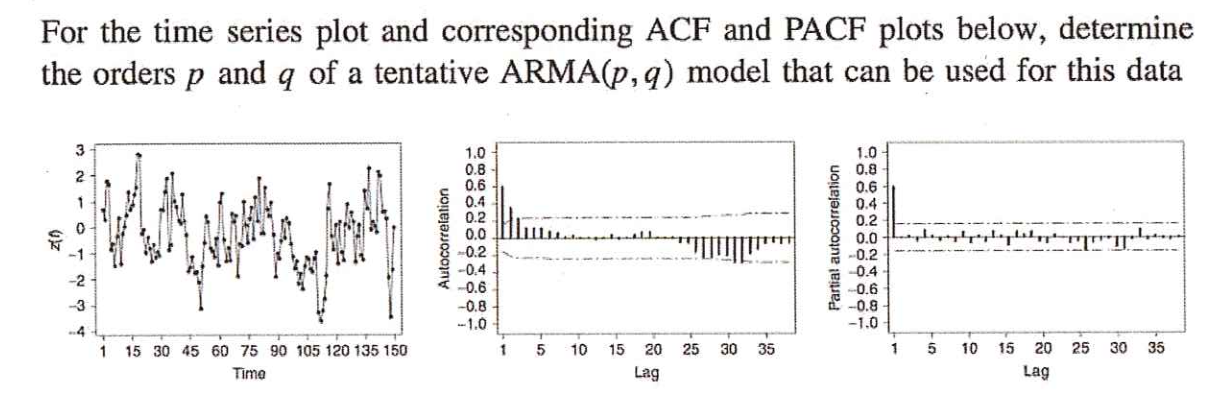 For the time series plot and corresponding ACF and PACF plots below, determine
the orders p and q of a tentative ARMA(p, q) model that can be used for this data
3
2
1
0
−1
−2
−3
−4
z(t)
1 15 30 45 60 75 90 105 120 135 150
Time
1.0
0.8
0.6
0.4
0.2
0.0
−0.2
−0.4
−0.6
−0.8
−1.0
Autocorrelation
1 5 10 15 20 25 30 35
Lag
1.0
0.8
0.6
0.4
0.2
0.0
−0.2
−0.4
−0.6
−0.8
−1.0
Partial autocorrelation
1 5 10 15 20 25 30 35
Lag